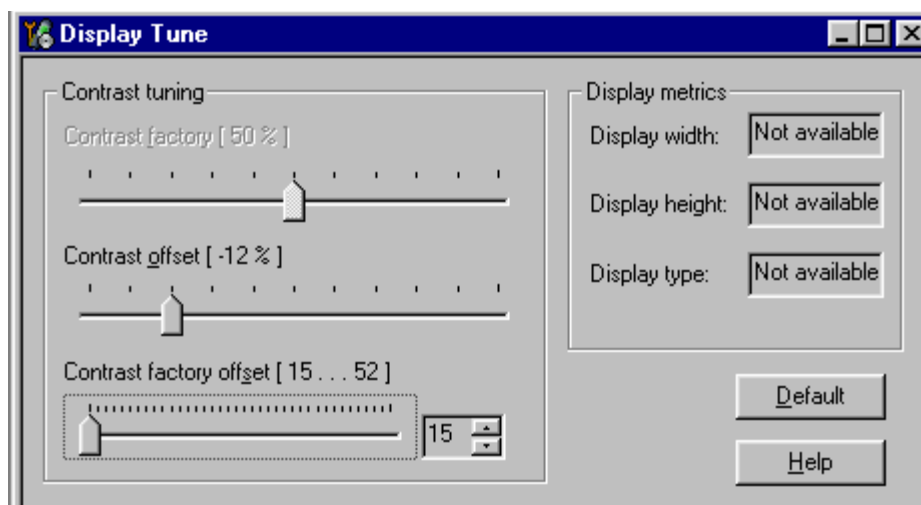 Display Tune
Contrast tuning
Contrast factory [ 50 % ]
Contrast offset [ -12 % ]
Contrast factory offset [ 15 . . . 52 ]
15
Display metrics
Display width: Not available
Display height: Not available
Display type: Not available
Default
Help